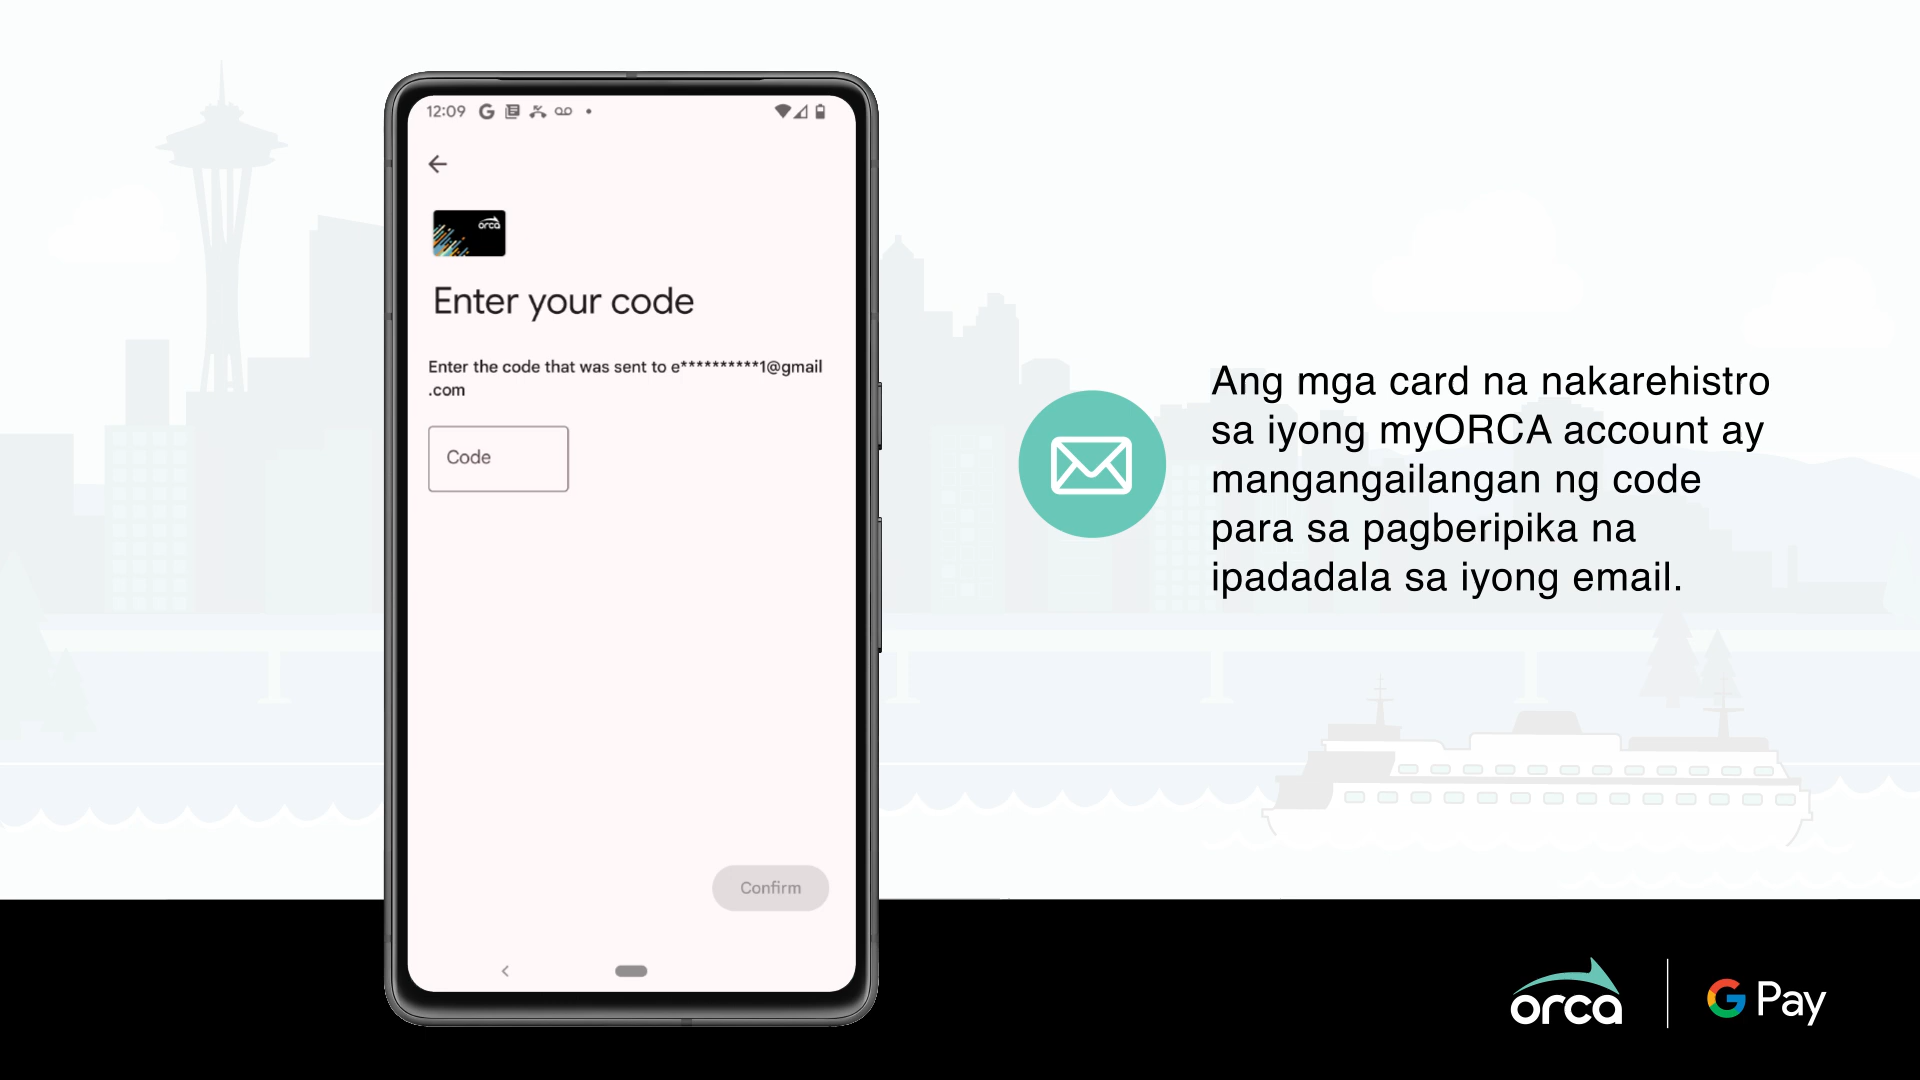 12:09
orca
Enter your code
Enter the code that was sent to e**********1@gmail
.com
Code
Confirm
Ang mga card na nakarehistro
sa iyong myORCA account ay
mangangailangan ng code
para sa pagberipika na
ipadadala sa iyong email.
orca
G Pay